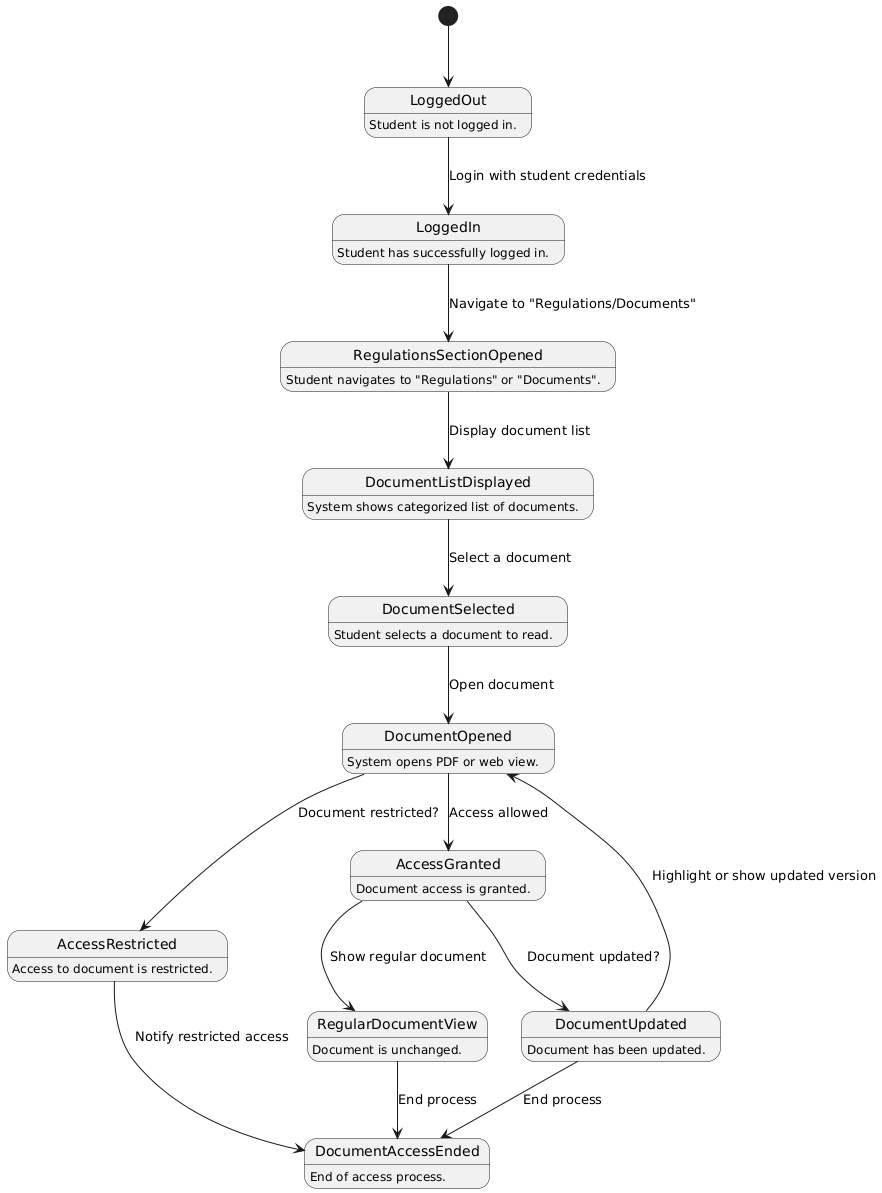 LoggedOut
Student is not logged in.
Login with student credentials
LoggedIn
Student has successfully logged in.
Navigate to "Regulations/Documents"
RegulationsSectionOpened
Student navigates to "Regulations" or "Documents".
Display document list
DocumentListDisplayed
System shows categorized list of documents.
Select a document
DocumentSelected
Student selects a document to read.
Open document
DocumentOpened
System opens PDF or web view.
Document restricted?
Access allowed
AccessGranted
Document access is granted.
Highlight or show updated version
AccessRestricted
Access to document is restricted.
Show regular document
Document updated?
RegularDocumentView
Document is unchanged.
DocumentUpdated
Document has been updated.
Notify restricted access
End process
End process
DocumentAccessEnded
End of access process.